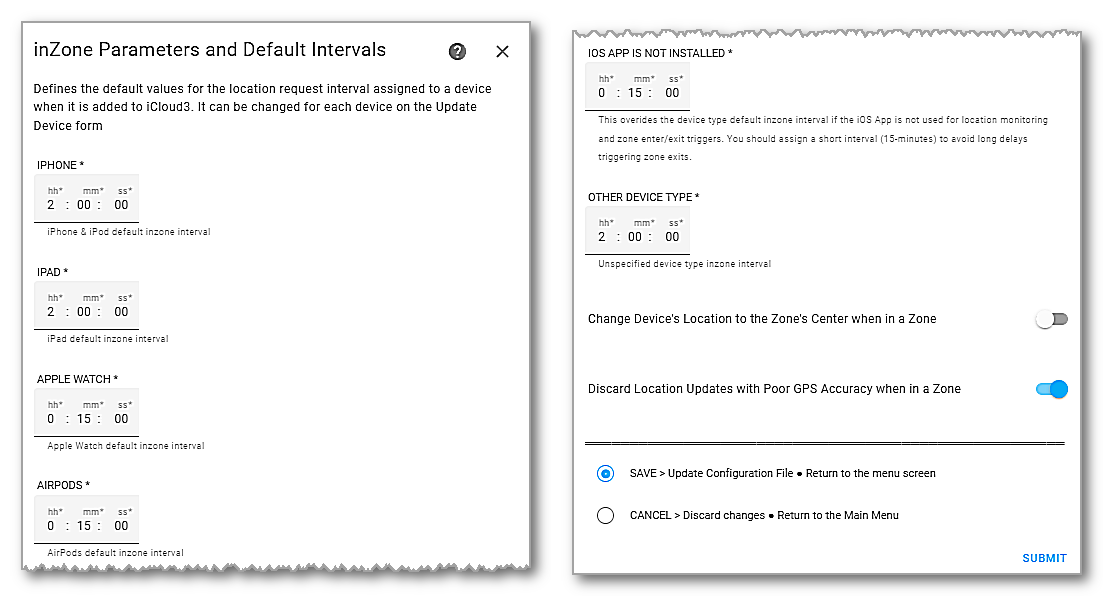 inZone Parameters and Default Intervals
Defines the default values for the location request interval assigned to a device
when it is added to iCloud3. It can be changed for each device on the Update
Device form
IPHONE *
hh* mm* ss*
2 : 00 : 00
iPhone & iPod default inzone interval
IPAD *
hh* mm* ss*
2 : 00 : 00
iPad default inzone interval
APPLE WATCH *
hh* mm* ss*
0 : 15 : 00
Apple Watch default inzone interval
AIRPODS *
hh* mm* ss*
0 : 15 : 00
AirPods default inzone interval
IOS APP IS NOT INSTALLED *
hh* mm* ss*
0 : 15 : 00
This overides the device type default inzone interval if the iOS App is not used for location monitoring
and zone enter/exit triggers. You should assign a short interval (15-minutes) to avoid long delays
triggering zone exits.
OTHER DEVICE TYPE *
hh* mm* ss*
2 : 00 : 00
Unspecified device type inzone interval
Change Device's Location to the Zone's Center when in a Zone
Discard Location Updates with Poor GPS Accuracy when in a Zone
SAVE > Update Configuration File ● Return to the menu screen
CANCEL > Discard changes ● Return to the Main Menu
SUBMIT